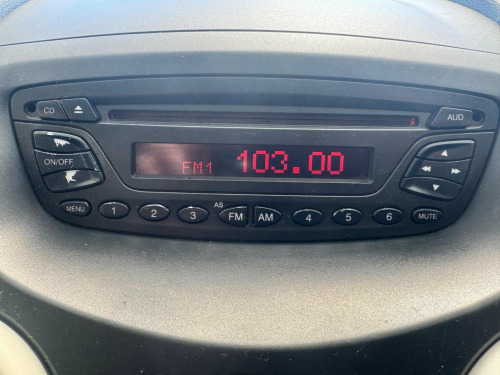 CD AUD
ON/OFF FM1 103.00
AS
MENU 1 2 3 FM AM 4 5 6 MUTE